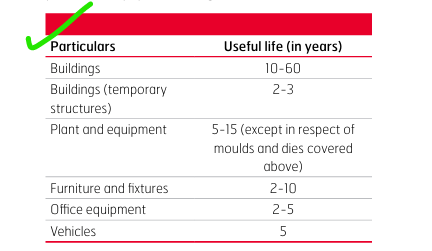 Particulars Useful life (in years)
Buildings 10-60
Buildings (temporary 2-3
structures)
Plant and equipment 5-15 (except in respect of
moulds and dies covered
above)
Furniture and fixtures 2-10
Office equipment 2-5
Vehicles 5